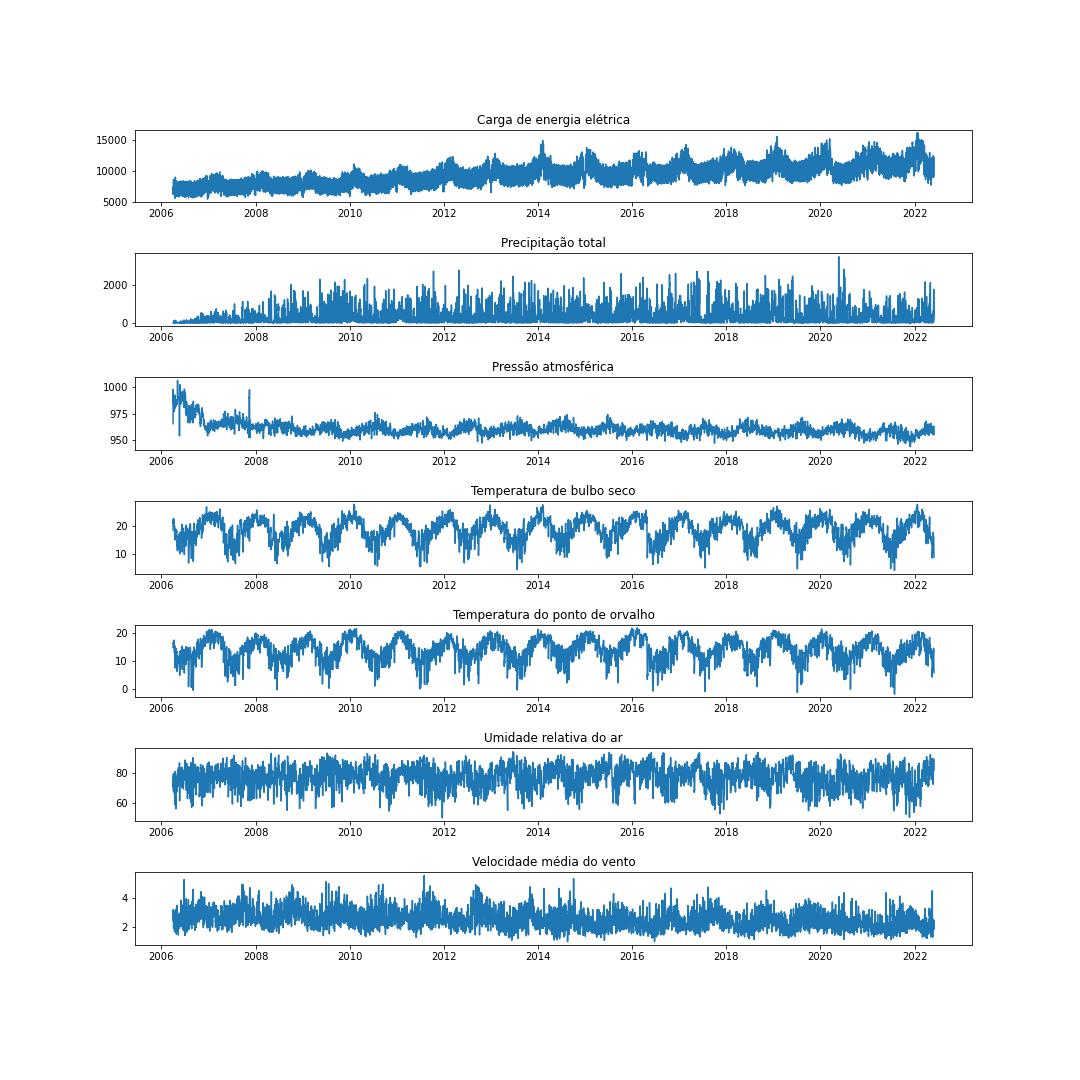 Carga de energia elétrica
15000
10000
5000
2006 2008 2010 2012 2014 2016 2018 2020 2022
Precipitação total
2000
0
2006 2008 2010 2012 2014 2016 2018 2020 2022
Pressão atmosférica
1000
975
950
2006 2008 2010 2012 2014 2016 2018 2020 2022
Temperatura de bulbo seco
20
10
2006 2008 2010 2012 2014 2016 2018 2020 2022
Temperatura do ponto de orvalho
20
10
0
2006 2008 2010 2012 2014 2016 2018 2020 2022
Umidade relativa do ar
80
60
2006 2008 2010 2012 2014 2016 2018 2020 2022
Velocidade média do vento
4
2
2006 2008 2010 2012 2014 2016 2018 2020 2022